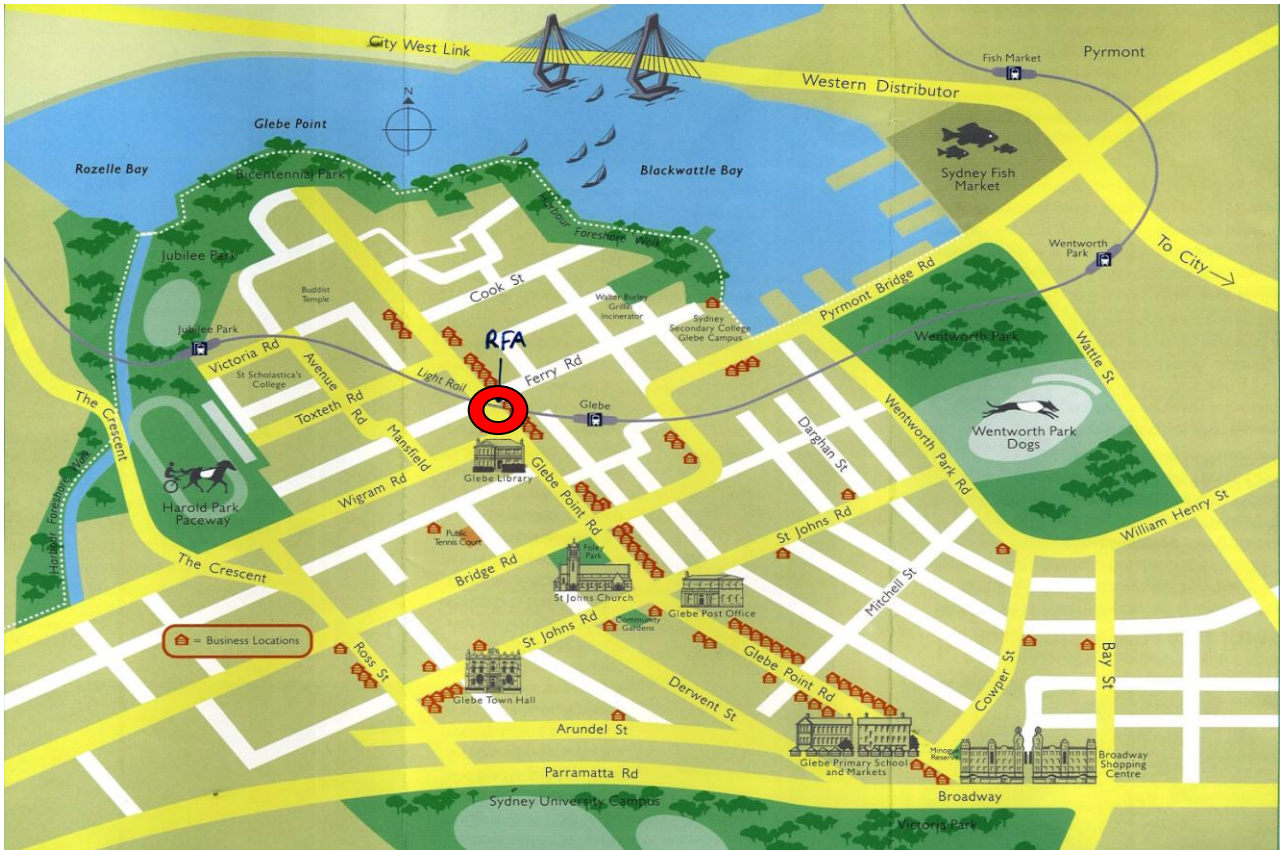 City West Link
Western Distributor
Fish Market
Pyrmont
N
Glebe Point
Rozelle Bay
Bicentennial Park
Blackwattle Bay
Sydney Fish
Market
Harbour Foreshore Walk
Jubilee Park
Wentworth
Park
To City
Pyrmont Bridge Rd
Cook St
Buddist
Temple
Walter Burley
Griffin
Incinerator
Sydney
Secondary College
Glebe Campus
Jubilee Park
Victoria Rd
RFA
Wentworth Park
Wattle St
St Scholastica's
College
Avenue Rd
Light Rail
Ferry Rd
Toxteth Rd
The Crescent
Glebe
Wentworth Park Rd
Wentworth Park
Dogs
Mansfield
Darghan St
Glebe Library
Glebe Point Rd
Wigram Rd
Harold Park
Paceway
Harbour Foreshore Walk
William Henry St
St Johns Rd
Public
Tennis Court
The Crescent
Bridge Rd
Foley
Park
St Johns Church
Mitchell St
Glebe Post Office
Community
Gardens
= Business Locations
St Johns Rd
Ross St
Glebe Point Rd
Cowper St
Bay St
Glebe Town Hall
Derwent St
Arundel St
Glebe Primary School
and Markets
Minogue
Reserve
Broadway
Shopping
Centre
Parramatta Rd
Broadway
Sydney University Campus
Victoria Park